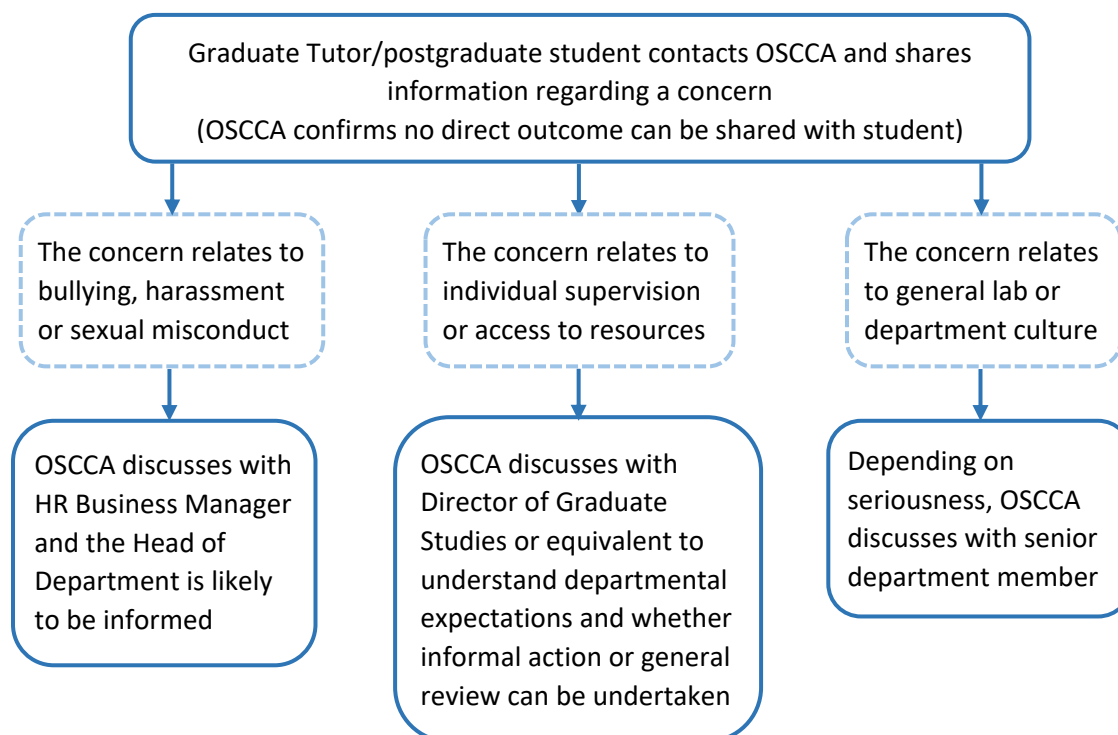 Graduate Tutor/postgraduate student contacts OSCCA and shares
information regarding a concern
(OSCCA confirms no direct outcome can be shared with student)
The concern relates to
bullying, harassment
or sexual misconduct
The concern relates to
individual supervision
or access to resources
The concern relates
to general lab or
department culture
OSCCA discusses with
HR Business Manager
and the Head of
Department is likely
to be informed
OSCCA discusses with
Director of Graduate
Studies or equivalent to
understand departmental
expectations and whether
informal action or general
review can be undertaken
Depending on
seriousness, OSCCA
discusses with senior
department member